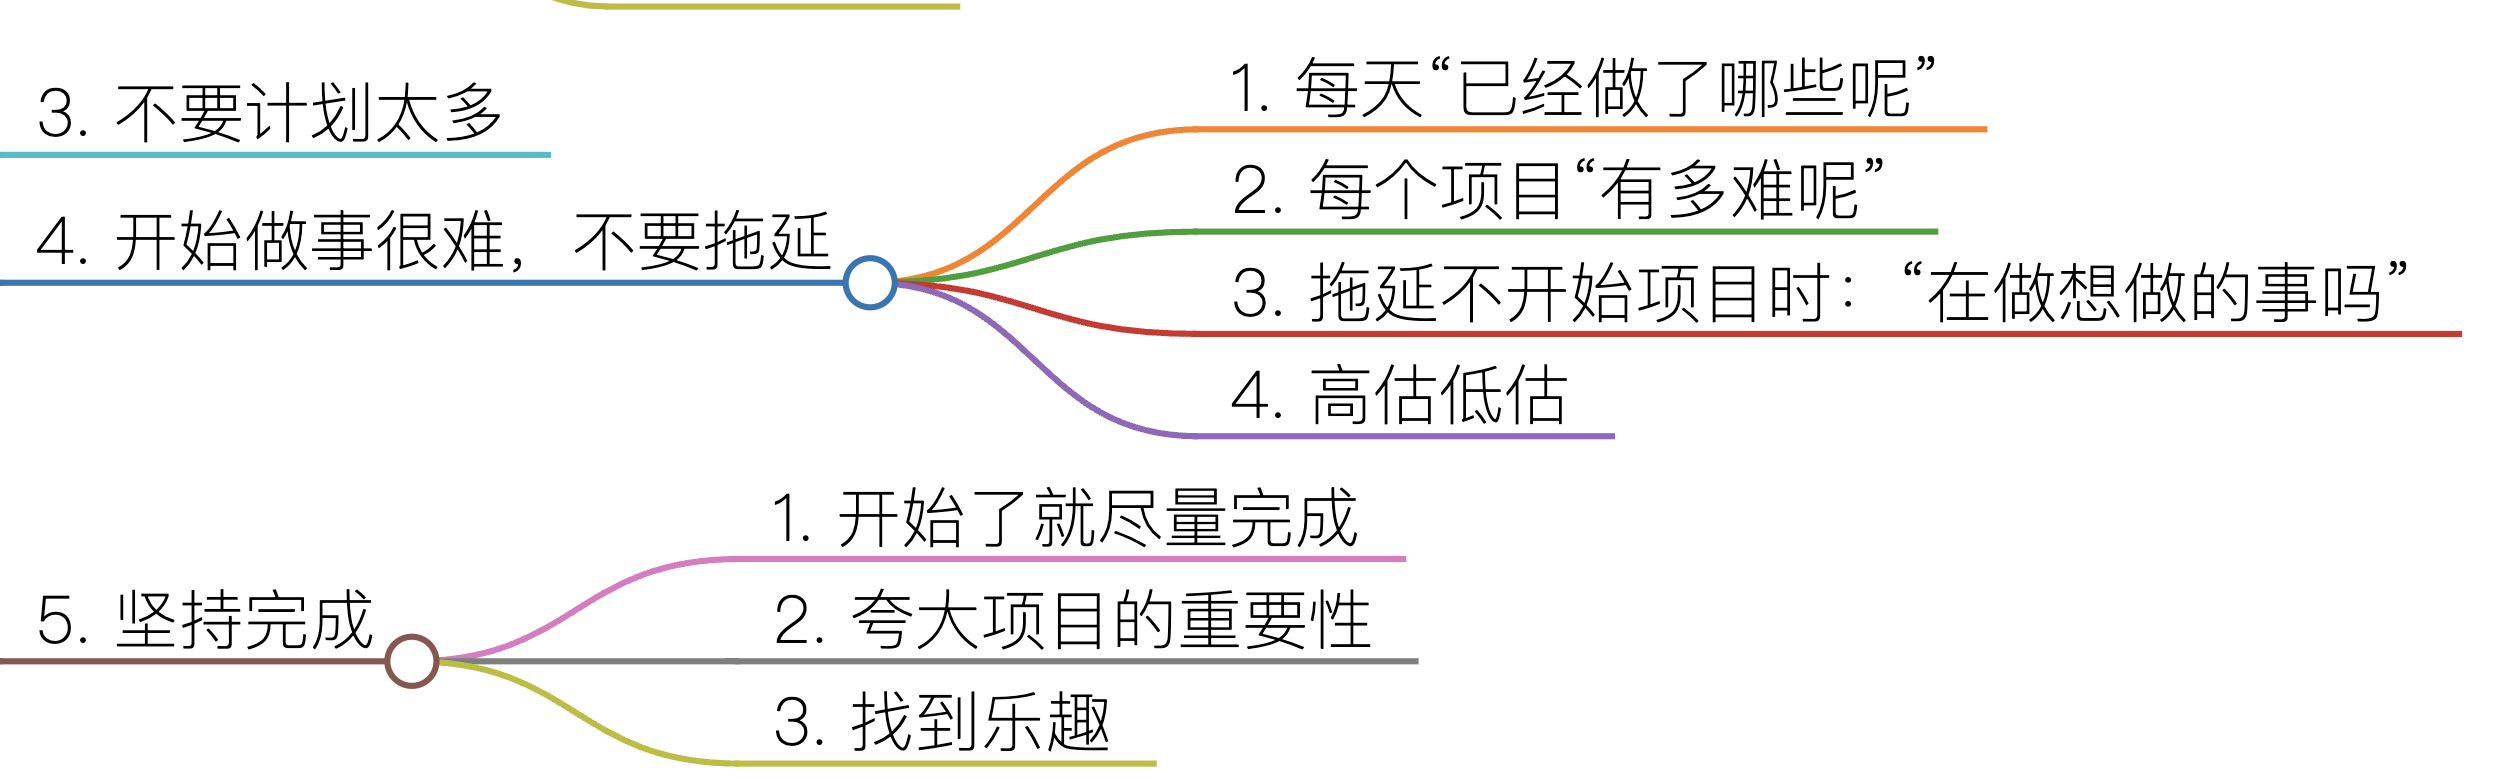 3. 不要计划太多
4. 开始做事很难，不要拖延
1. 每天“已经做了哪些呢”
2. 每个项目“有多难呢”
3. 拖延不开始项目时：“在做想做的事吗”
4. 高估低估
5. 坚持完成
1. 开始了就尽量完成
2. 夸大项目的重要性
3. 找到乐趣